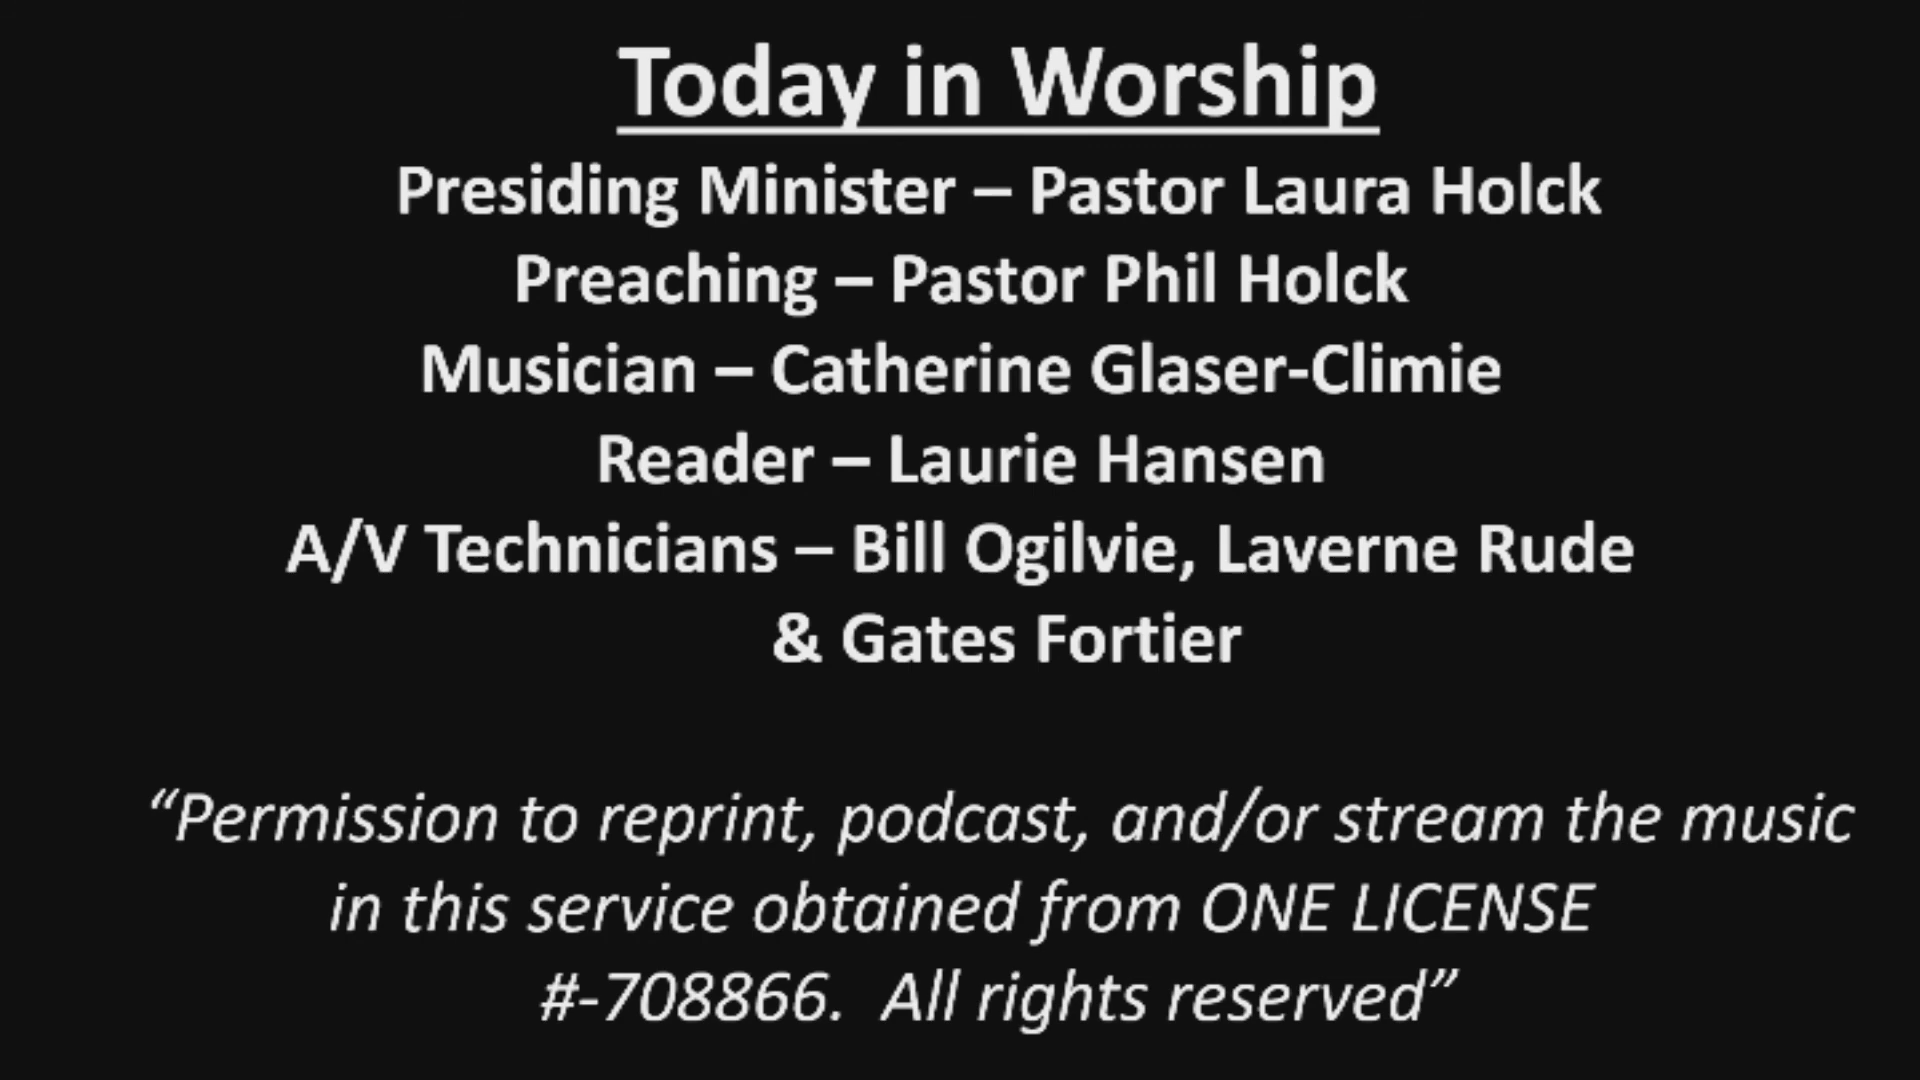 Today in Worship
Presiding Minister – Pastor Laura Holck
Preaching – Pastor Phil Holck
Musician – Catherine Glaser-Climie
Reader – Laurie Hansen
A/V Technicians – Bill Ogilvie, Laverne Rude
& Gates Fortier
“Permission to reprint, podcast, and/or stream the music
in this service obtained from ONE LICENSE
#-708866.  All rights reserved”